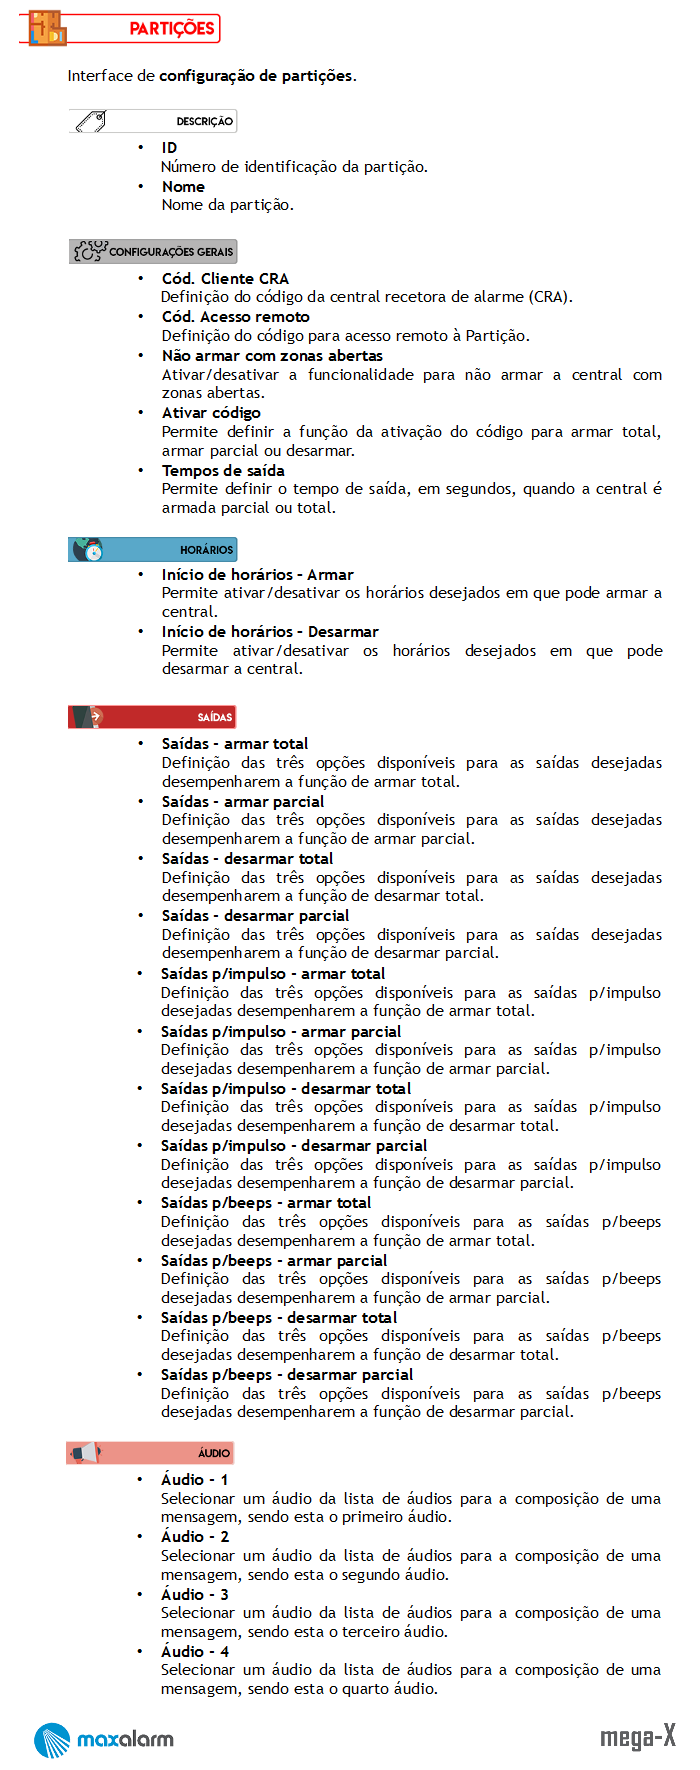 PARTIÇÕES
Interface de configuração de partições.
DESCRIÇÃO
• ID
Número de identificação da partição.
• Nome
Nome da partição.
CONFIGURAÇÕES GERAIS
• Cód. Cliente CRA
Definição do código da central recetora de alarme (CRA).
• Cód. Acesso remoto
Definição do código para acesso remoto à Partição.
• Não armar com zonas abertas
Ativar/desativar a funcionalidade para não armar a central com
zonas abertas.
• Ativar código
Permite definir a função da ativação do código para armar total,
armar parcial ou desarmar.
• Tempos de saída
Permite definir o tempo de saída, em segundos, quando a central é
armada parcial ou total.
HORÁRIOS
• Início de horários – Armar
Permite ativar/desativar os horários desejados em que pode armar a
central.
• Início de horários – Desarmar
Permite ativar/desativar os horários desejados em que pode
desarmar a central.
SAÍDAS
• Saídas - armar total
Definição das três opções disponíveis para as saídas desejadas
desempenharem a função de armar total.
• Saídas - armar parcial
Definição das três opções disponíveis para as saídas desejadas
desempenharem a função de armar parcial.
• Saídas - desarmar total
Definição das três opções disponíveis para as saídas desejadas
desempenharem a função de desarmar total.
• Saídas - desarmar parcial
Definição das três opções disponíveis para as saídas desejadas
desempenharem a função de desarmar parcial.
• Saídas p/impulso - armar total
Definição das três opções disponíveis para as saídas p/impulso
desejadas desempenharem a função de armar total.
• Saídas p/impulso - armar parcial
Definição das três opções disponíveis para as saídas p/impulso
desejadas desempenharem a função de armar parcial.
• Saídas p/impulso - desarmar total
Definição das três opções disponíveis para as saídas p/impulso
desejadas desempenharem a função de desarmar total.
• Saídas p/impulso - desarmar parcial
Definição das três opções disponíveis para as saídas p/impulso
desejadas desempenharem a função de desarmar parcial.
• Saídas p/beeps - armar total
Definição das três opções disponíveis para as saídas p/beeps
desejadas desempenharem a função de armar total.
• Saídas p/beeps - armar parcial
Definição das três opções disponíveis para as saídas p/beeps
desejadas desempenharem a função de armar parcial.
• Saídas p/beeps - desarmar total
Definição das três opções disponíveis para as saídas p/beeps
desejadas desempenharem a função de desarmar total.
• Saídas p/beeps - desarmar parcial
Definição das três opções disponíveis para as saídas p/beeps
desejadas desempenharem a função de desarmar parcial.
ÁUDIO
• Áudio - 1
Selecionar um áudio da lista de áudios para a composição de uma
mensagem, sendo esta o primeiro áudio.
• Áudio - 2
Selecionar um áudio da lista de áudios para a composição de uma
mensagem, sendo esta o segundo áudio.
• Áudio - 3
Selecionar um áudio da lista de áudios para a composição de uma
mensagem, sendo esta o terceiro áudio.
• Áudio - 4
Selecionar um áudio da lista de áudios para a composição de uma
mensagem, sendo esta o quarto áudio.
maxalarm
mega-X